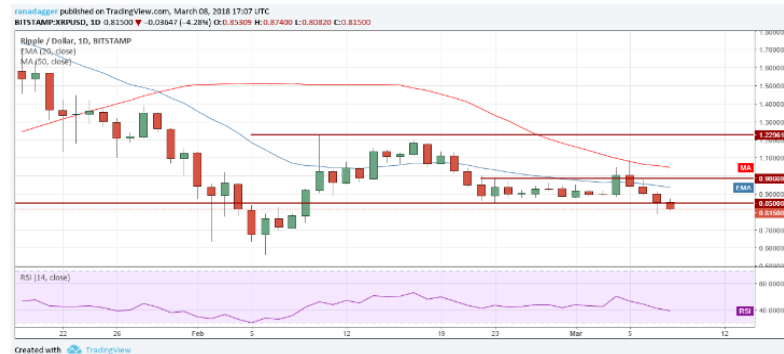 ranadagger published on TradingView.com, March 08, 2018 17:07 UTC
BITSTAMP:XRPUSD, 1D 0.81500 ▼ −0.03647 (−4.28%) O:0.85309 H:0.87400 L:0.80820 C:0.81500
Ripple / Dollar, 1D, BITSTAMP
EMA (20, close)
MA (50, close)
1.80000
1.70000
1.60000
1.50000
1.40000
1.30000
1.22961
1.10000
MA
0.98669
EMA
0.90000
0.85000
0.81500
0.70000
0.60000
0.50000
RSI (14, close)
60.0000
RSI
40.0000
22
26
Feb
5
12
19
23
Mar
5
12
Created with TradingView